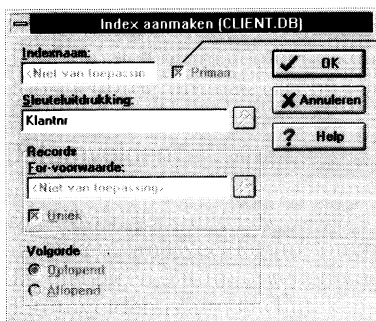 Index aanmaken (CLIENT.DB)
Indexnaam:
<Niet van toepassin
Primair
OK
Sleuteluitdrukking:
Klantnr
Annuleren
? Help
Records
For-voorwaarde:
<Niet van toepassing>
Uniek
Volgorde
Oplopend
Aflopend